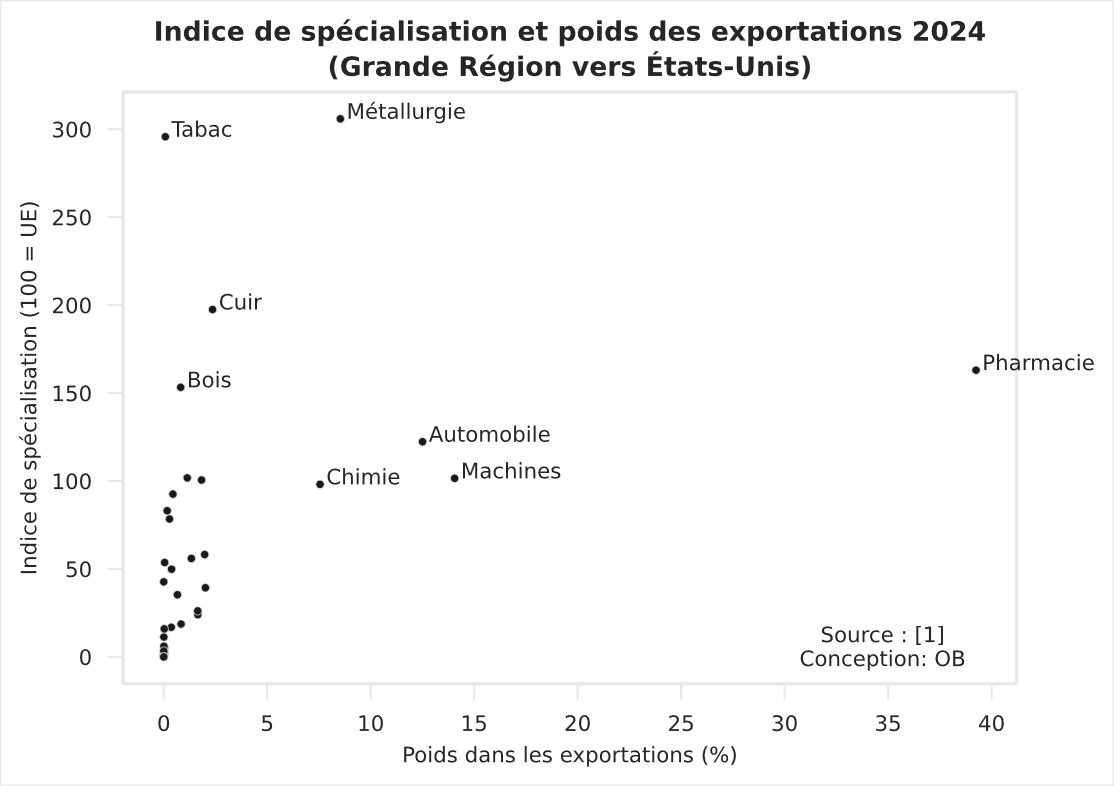 Indice de spécialisation et poids des exportations 2024
(Grande Région vers États-Unis)
Indice de spécialisation (100 = UE)
300
250
200
150
100
50
0
Métallurgie
Tabac
Cuir
Pharmacie
Bois
Automobile
Machines
Chimie
Source : [1]
Conception: OB
0 5 10 15 20 25 30 35 40
Poids dans les exportations (%)